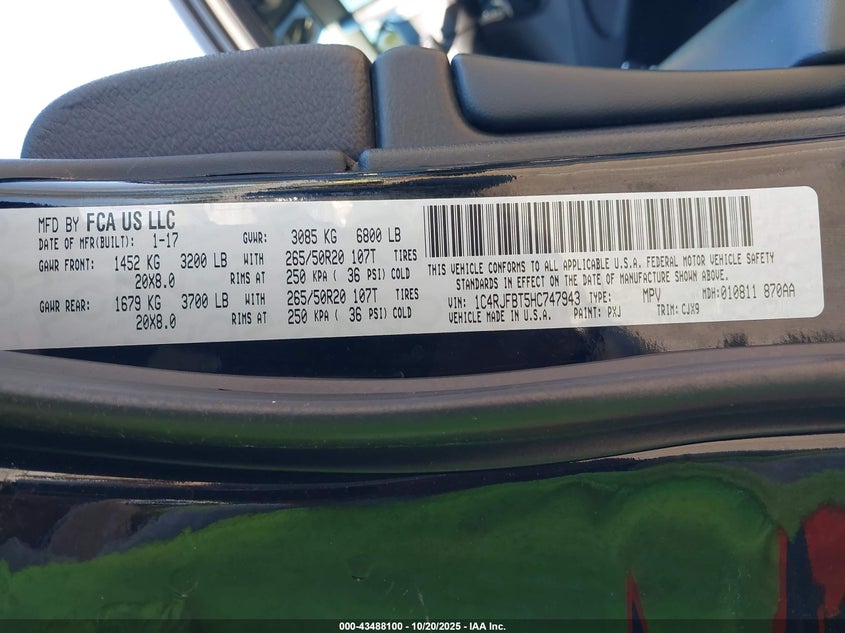 MFD BY FCA US LLC
DATE OF MFR(BUILT): 1-17 GVWR: 3085 KG 6800 LB
GAWR FRONT: 1452 KG 3200 LB WITH 265/50R20 107T TIRES
20X8.0 RIMS AT 250 KPA ( 36 PSI) COLD
GAWR REAR: 1679 KG 3700 LB WITH 265/50R20 107T TIRES
20X8.0 RIMS AT 250 KPA ( 36 PSI) COLD
THIS VEHICLE CONFORMS TO ALL APPLICABLE U.S.A. FEDERAL MOTOR VEHICLE SAFETY
STANDARDS IN EFFECT ON THE DATE OF MANUFACTURE SHOWN ABOVE.
VIN: 1C4RJFBT5HC747943 TYPE: MPV MDH: 010811 870AA
VEHICLE MADE IN U.S.A. PAINT: PXJ TRIM: CJX9
000-43488100 - 10/20/2025 - IAA Inc.